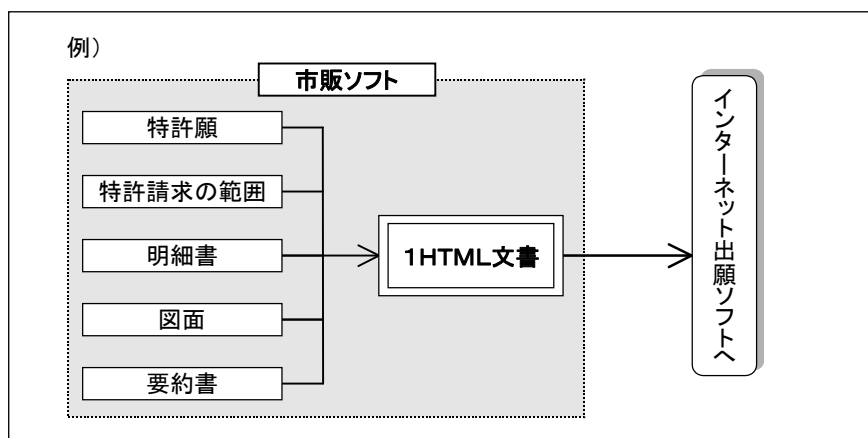 例）
市販ソフト
特許願
特許請求の範囲
明細書
図面
要約書
１HTML文書
インターネット出願ソフトへ